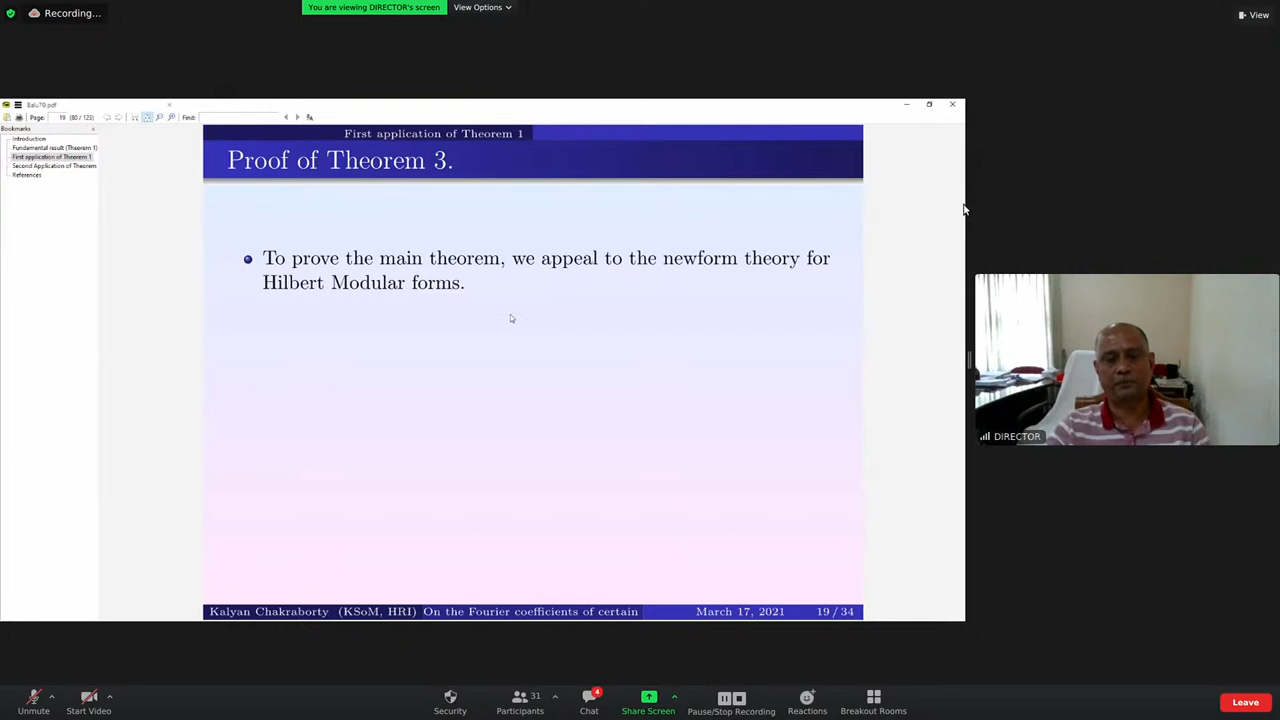 Recording...
You are viewing DIRECTOR's screen
View Options
View
Balu70.pdf
Page:
19 (80 / 123)
Find:
Bookmarks
Introduction
Fundamental result (Theorem 1)
First application of Theorem 1
Second Application of Theorem
References
First application of Theorem 1
Proof of Theorem 3.
To prove the main theorem, we appeal to the newform theory for
Hilbert Modular forms.
Kalyan Chakraborty (KSoM, HRI)
On the Fourier coefficients of certain
March 17, 2021
19 / 34
DIRECTOR
Unmute
Start Video
Security
Participants
31
Chat
4
Share Screen
Pause/Stop Recording
Reactions
Breakout Rooms
Leave